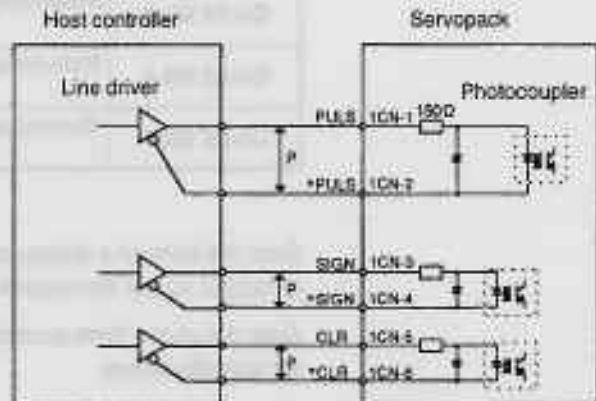 Host controller
Servopack
Line driver
Photocoupler
PULS 1CN-1 150Ω
P
*PULS 1CN-2
SIGN 1CN-3
P
*SIGN 1CN-4
CLR 1CN-5
P
*CLR 1CN-6